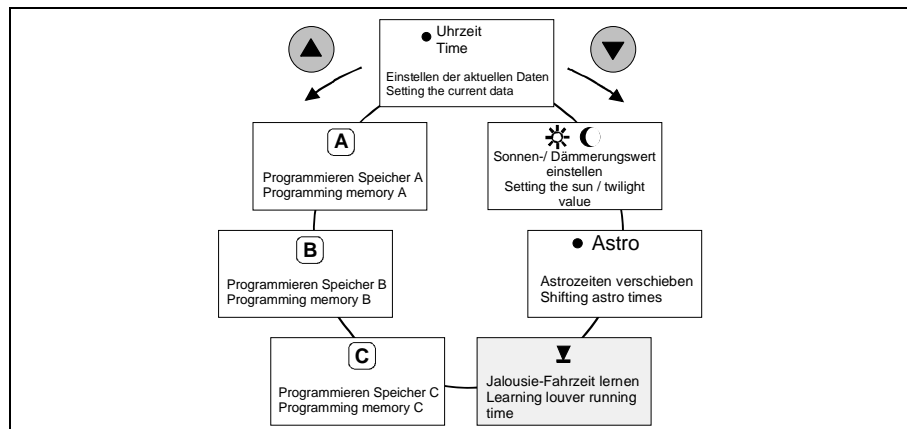 ● Uhrzeit
Time
Einstellen der aktuellen Daten
Setting the current data
A
Programmieren Speicher A
Programming memory A
Sonnen-/ Dämmerungswert
einstellen
Setting the sun / twilight
value
B
Programmieren Speicher B
Programming memory B
● Astro
Astrozeiten verschieben
Shifting astro times
C
Programmieren Speicher C
Programming memory C
Jalousie-Fahrzeit lernen
Learning louver running
time